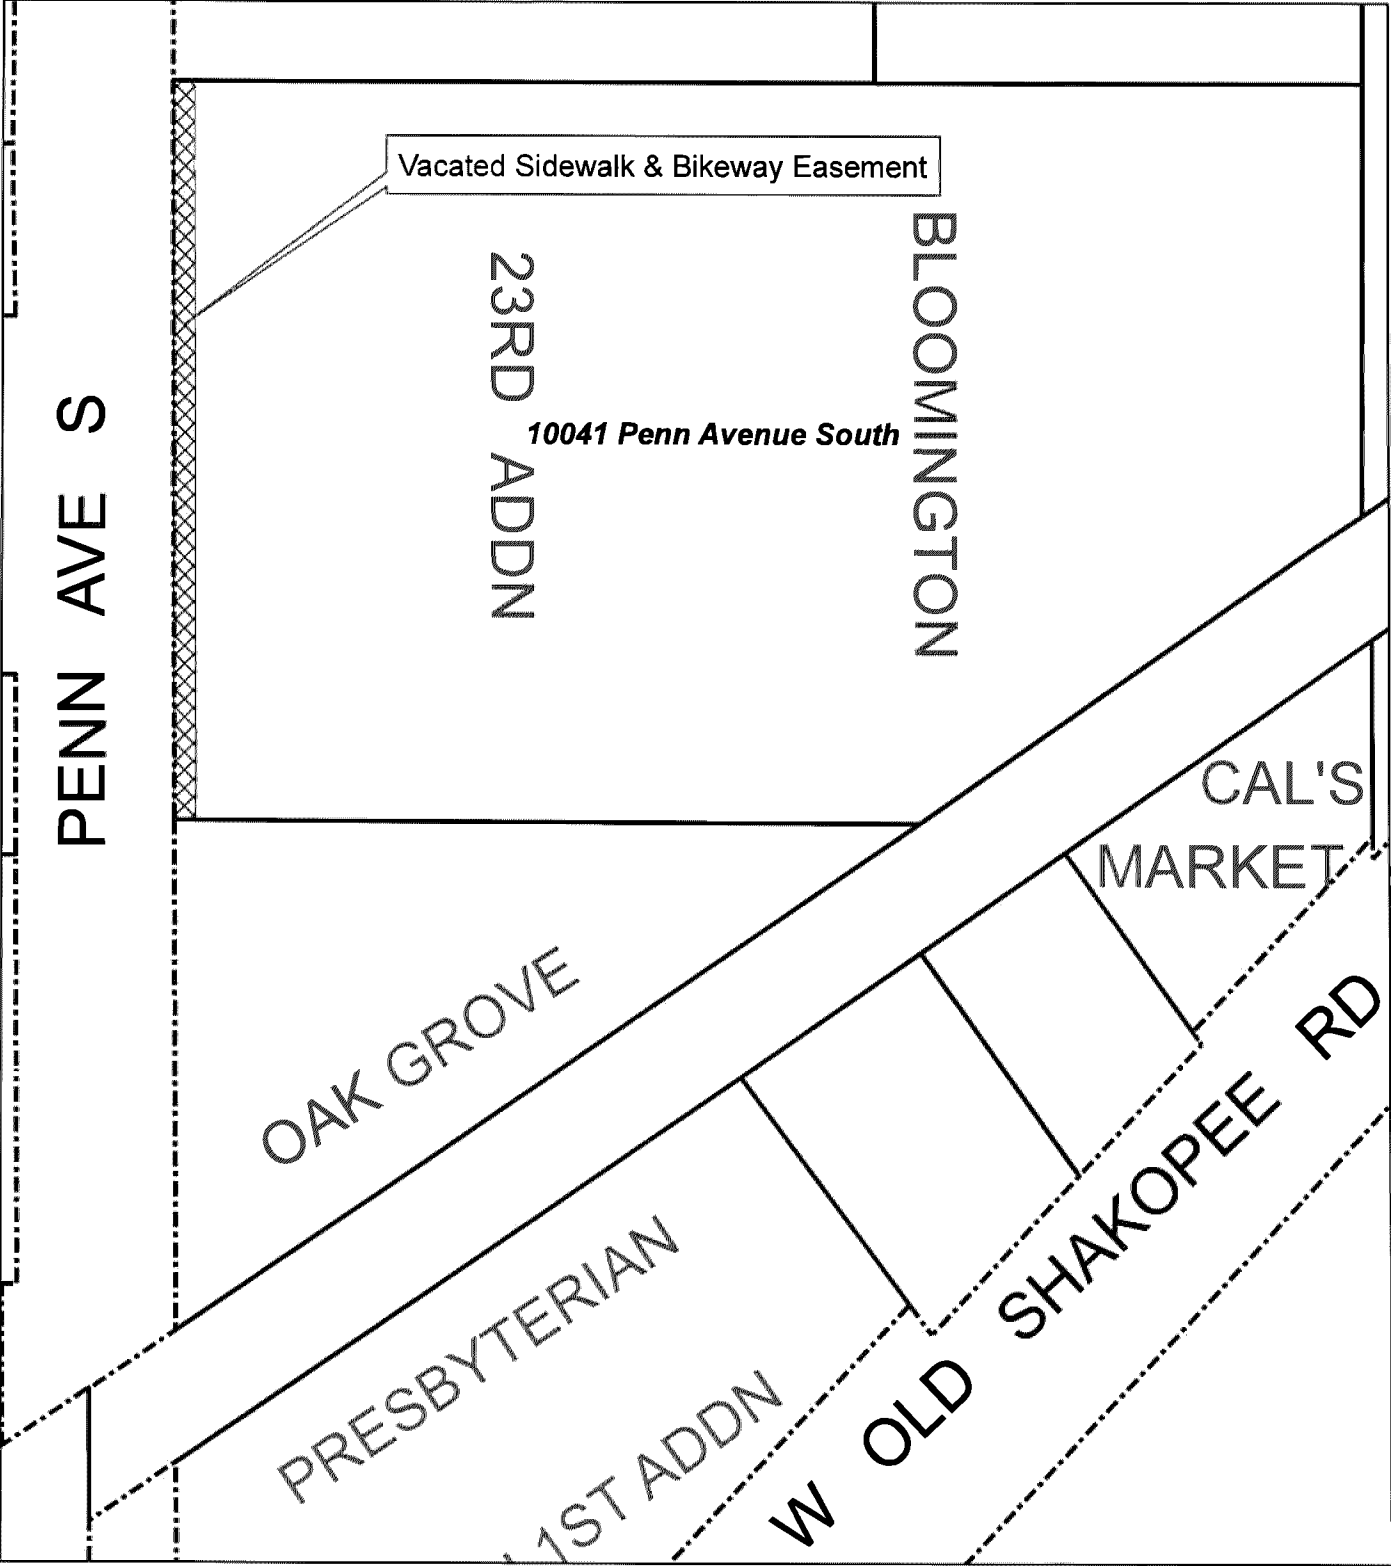 Vacated Sidewalk & Bikeway Easement
BLOOMINGTON
23RD ADDN
10041 Penn Avenue South
PENN AVE S
CAL'S
MARKET
OAK GROVE
PRESBYTERIAN
1ST ADDN
W OLD SHAKOPEE RD